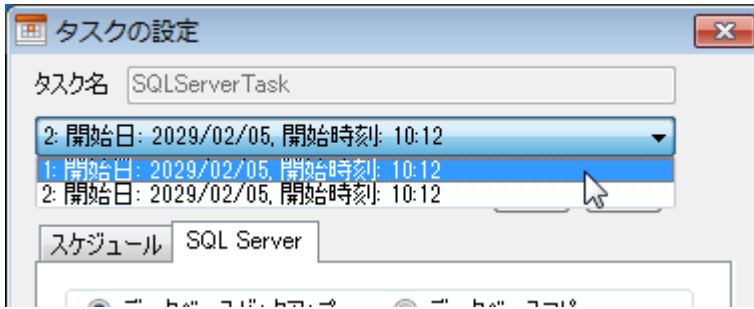 タスクの設定
タスク名 SQLServerTask
2: 開始日: 2029/02/05, 開始時刻: 10:12
1: 開始日: 2029/02/05, 開始時刻: 10:12
2: 開始日: 2029/02/05, 開始時刻: 10:12
スケジュール SQL Server